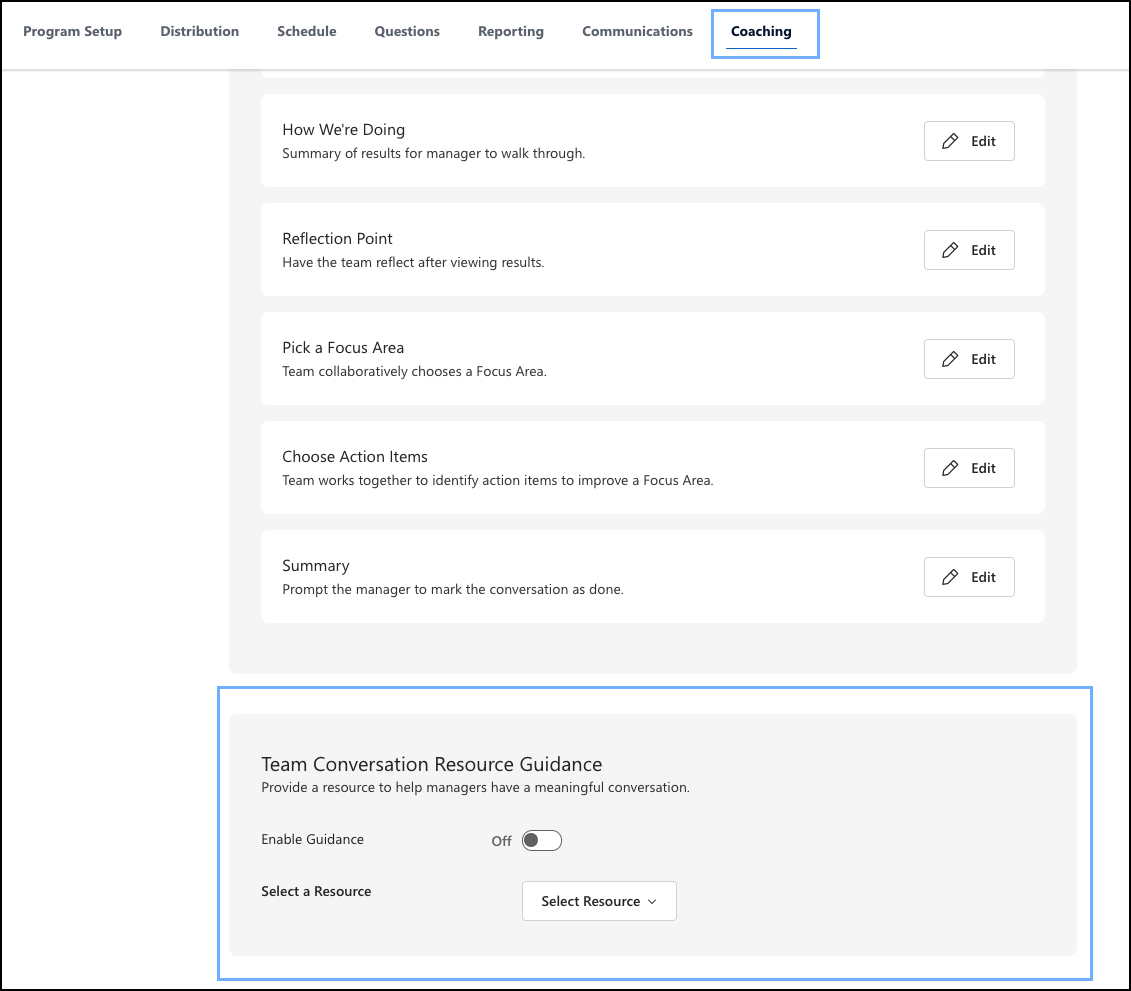 Program Setup Distribution Schedule Questions Reporting Communications Coaching
How We're Doing
Summary of results for manager to walk through.
Edit
Reflection Point
Have the team reflect after viewing results.
Edit
Pick a Focus Area
Team collaboratively chooses a Focus Area.
Edit
Choose Action Items
Team works together to identify action items to improve a Focus Area.
Edit
Summary
Prompt the manager to mark the conversation as done.
Edit
Team Conversation Resource Guidance
Provide a resource to help managers have a meaningful conversation.
Enable Guidance Off
Select a Resource Select Resource